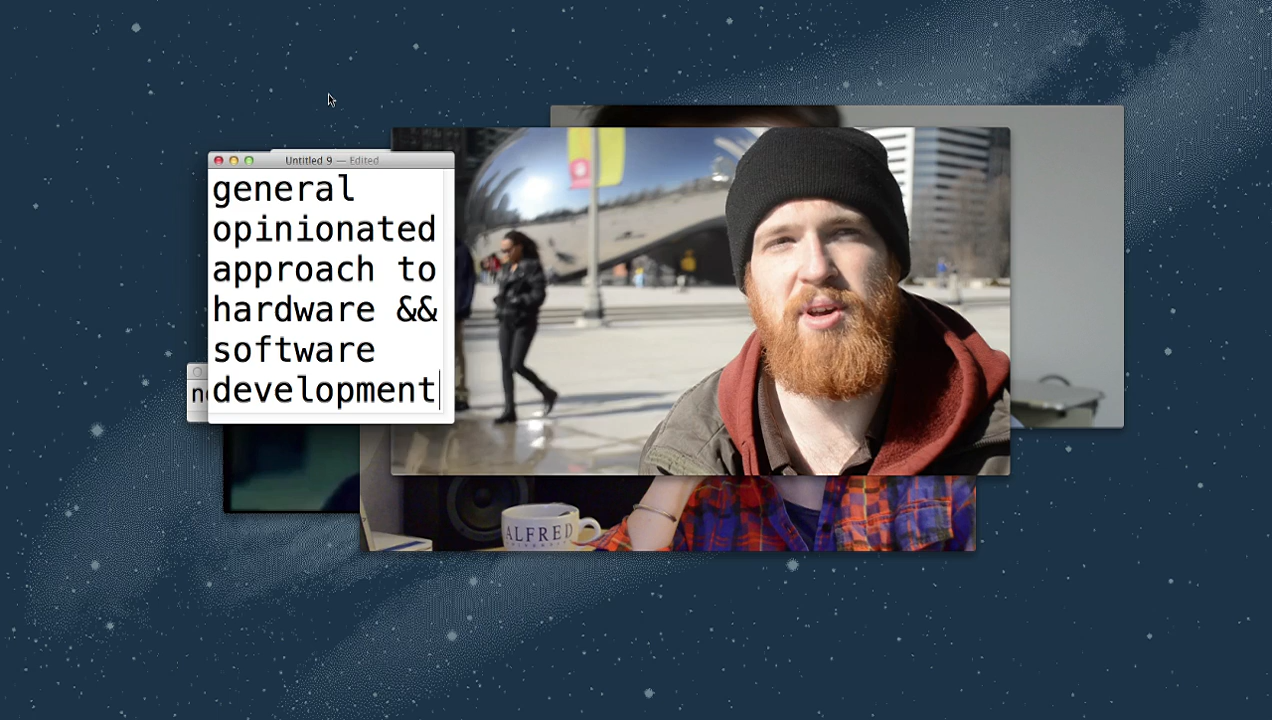 Untitled 9 — Edited
general
opinionated
approach to
hardware &&
software
development
ALFRED